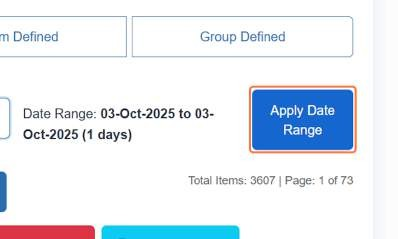 m Defined
Group Defined
Date Range: 03-Oct-2025 to 03-
Oct-2025 (1 days)
Apply Date
Range
Total Items: 3607 | Page: 1 of 73